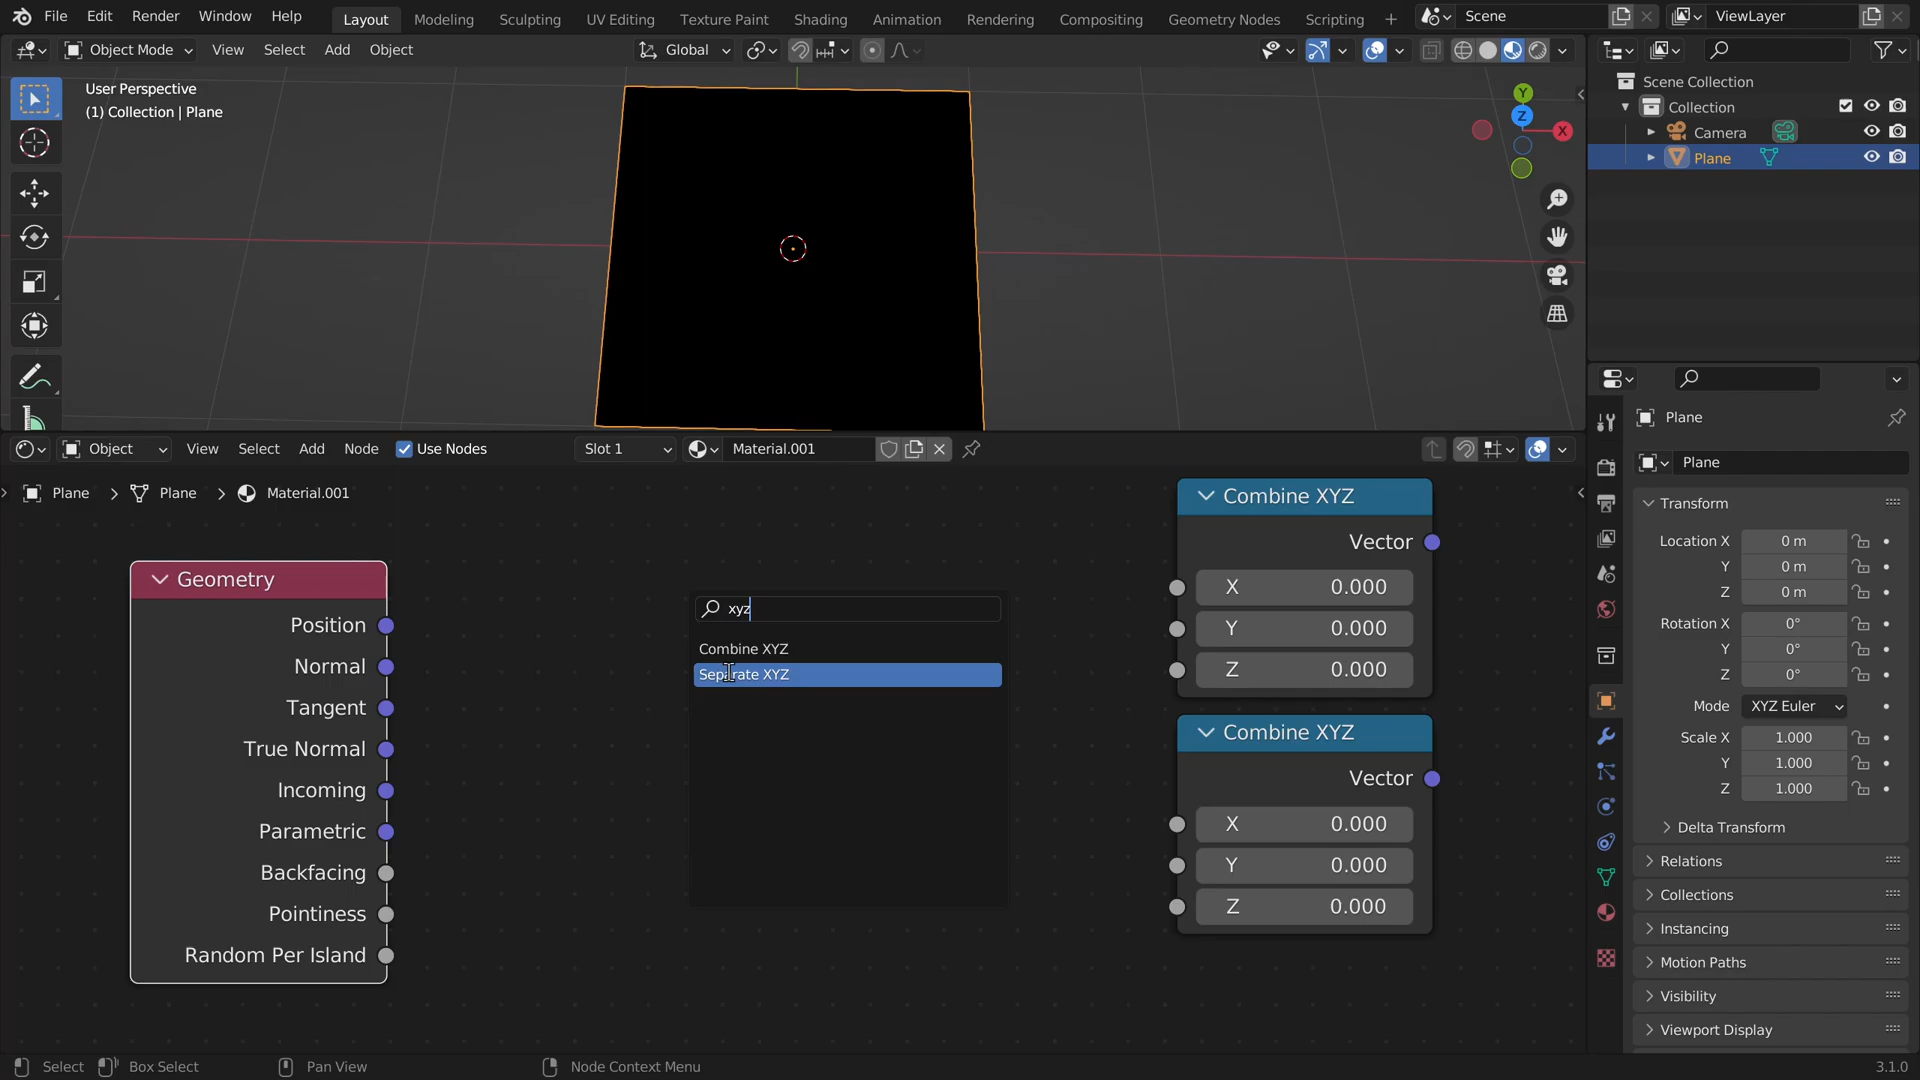 File Edit Render Window Help Layout Modeling Sculpting UV Editing Texture Paint Shading Animation Rendering Compositing Geometry Nodes Scripting + Scene ViewLayer
Object Mode View Select Add Object Global
User Perspective
(1) Collection | Plane
Y
Z
X
Scene Collection
Collection
Camera
Plane
Object View Select Add Node Use Nodes Slot 1 Material.001
Plane > Plane > Material.001
Geometry
Position
Normal
Tangent
True Normal
Incoming
Parametric
Backfacing
Pointiness
Random Per Island
xyz
Combine XYZ
Separate XYZ
Combine XYZ
Vector
X 0.000
Y 0.000
Z 0.000
Combine XYZ
Vector
X 0.000
Y 0.000
Z 0.000
Plane
Plane
Transform
Location X 0 m
Y 0 m
Z 0 m
Rotation X 0°
Y 0°
Z 0°
Mode XYZ Euler
Scale X 1.000
Y 1.000
Z 1.000
Delta Transform
Relations
Collections
Instancing
Motion Paths
Visibility
Viewport Display
Select Box Select Pan View Node Context Menu 3.1.0